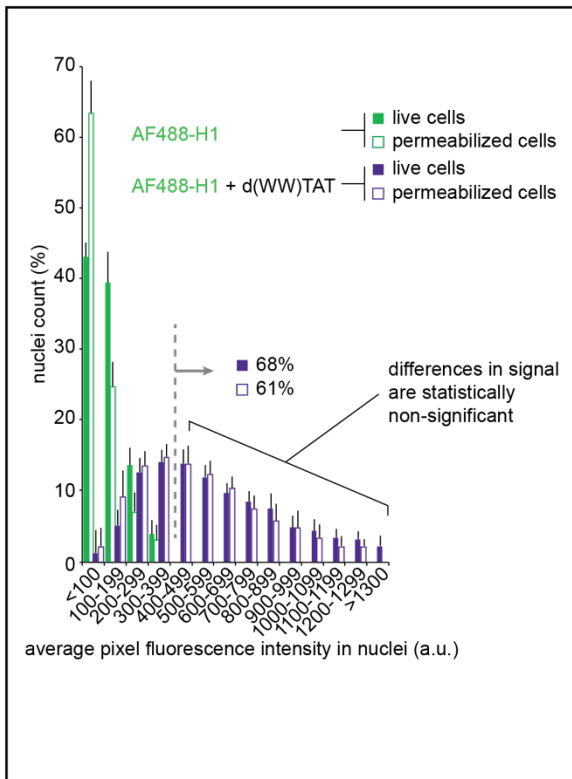 70
60
50
40
30
20
10
0
nuclei count (%)
AF488-H1
live cells
permeabilized cells
AF488-H1 + d(WW)TAT
live cells
permeabilized cells
68%
61%
differences in signal
are statistically
non-significant
<100
100-199
200-299
300-399
400-499
500-599
600-699
700-799
800-899
900-999
1000-1099
1100-1199
1200-1299
>1300
average pixel fluorescence intensity in nuclei (a.u.)